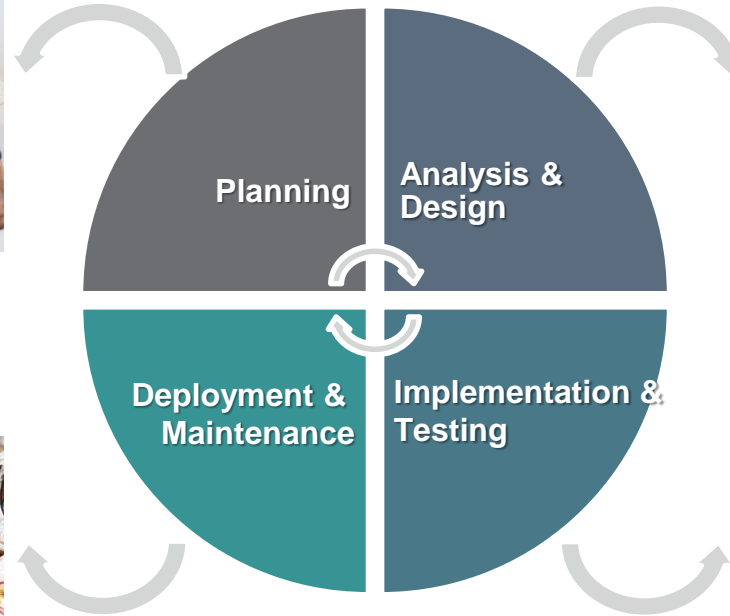 Planning
Analysis &
Design
Deployment &
Maintenance
Implementation &
Testing